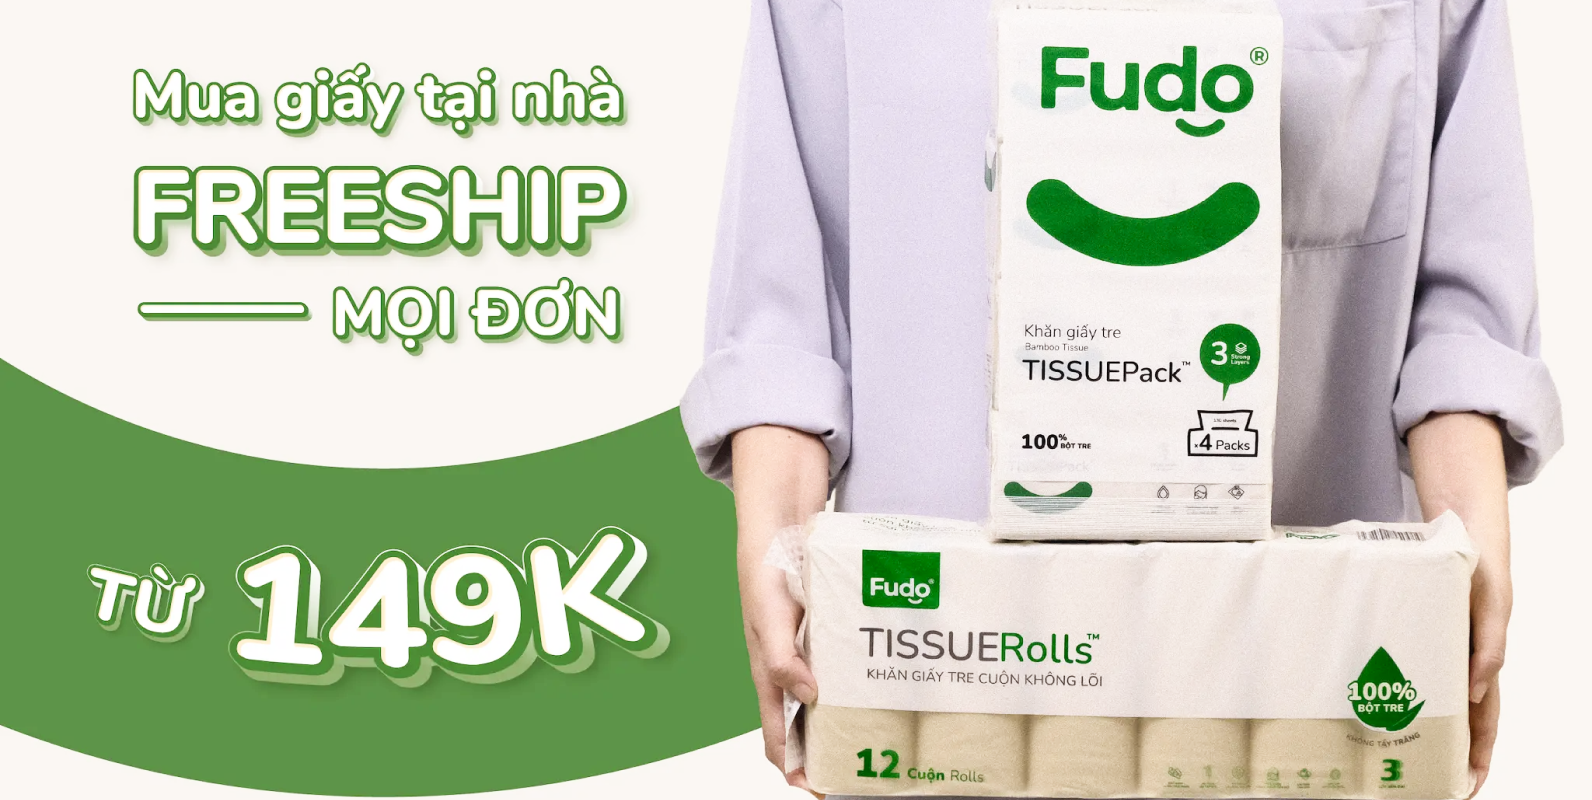 Mua giấy tại nhà
FREESHIP
MỌI ĐƠN
TỪ 149K
Fudo®
Khăn giấy tre
Bamboo Tissue
TISSUEPack™
3 Strong Layers
100% BỘT TRE
x4 Packs
Fudo®
TISSUERolls™
KHĂN GIẤY TRE CUỘN KHÔNG LÕI
100%
BỘT TRE
KHÔNG TẨY TRẮNG
12 Cuộn Rolls
3